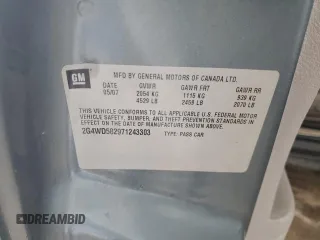 GM
MFD BY GENERAL MOTORS OF CANADA LTD.
DATE GVWR GAWR FRT GAWR RR
05/07 2054 KG 1115 KG 939 KG
4529 LB 2459 LB 2070 LB
THIS VEHICLE CONFORMS TO ALL APPLICABLE U.S. FEDERAL MOTOR
VEHICLE SAFETY, BUMPER, AND THEFT PREVENTION STANDARDS
IN EFFECT ON THE DATE OF MANUFACTURE SHOWN ABOVE.
2G4WD582971243303 TYPE: PASS CAR
DREAMBID